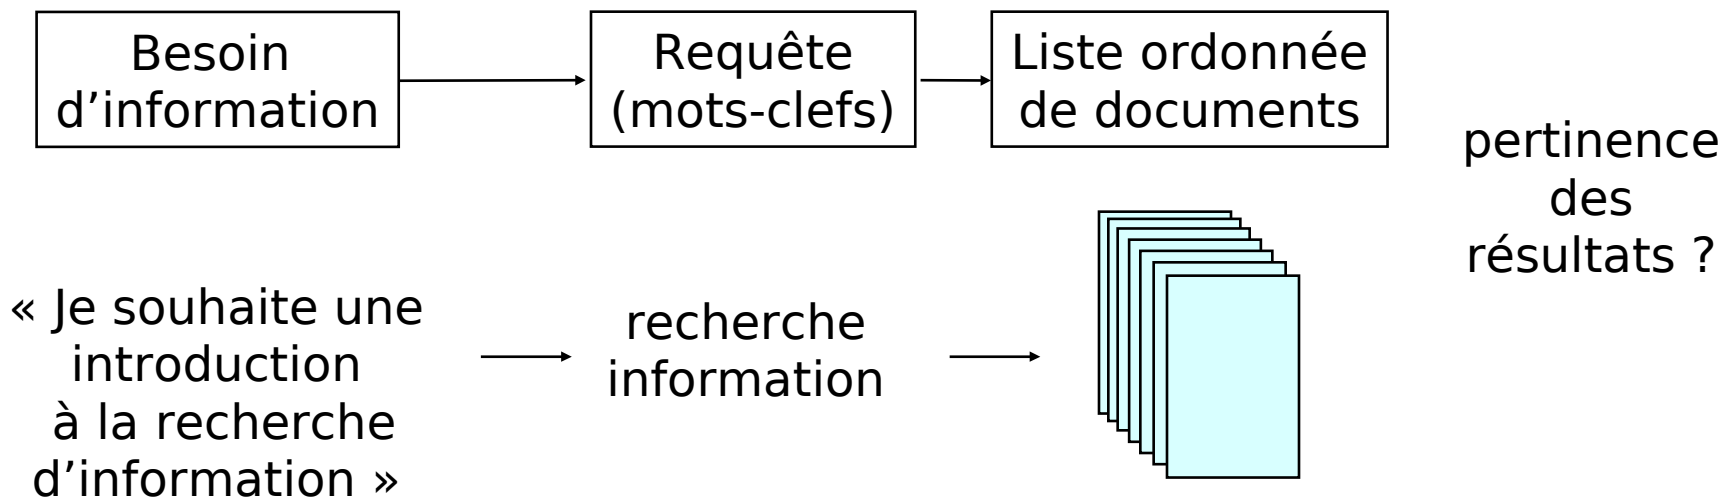 Besoin
d’information
Requête
(mots-clefs)
Liste ordonnée
de documents
pertinence
des
résultats ?
« Je souhaite une
introduction
à la recherche
d’information »
recherche
information